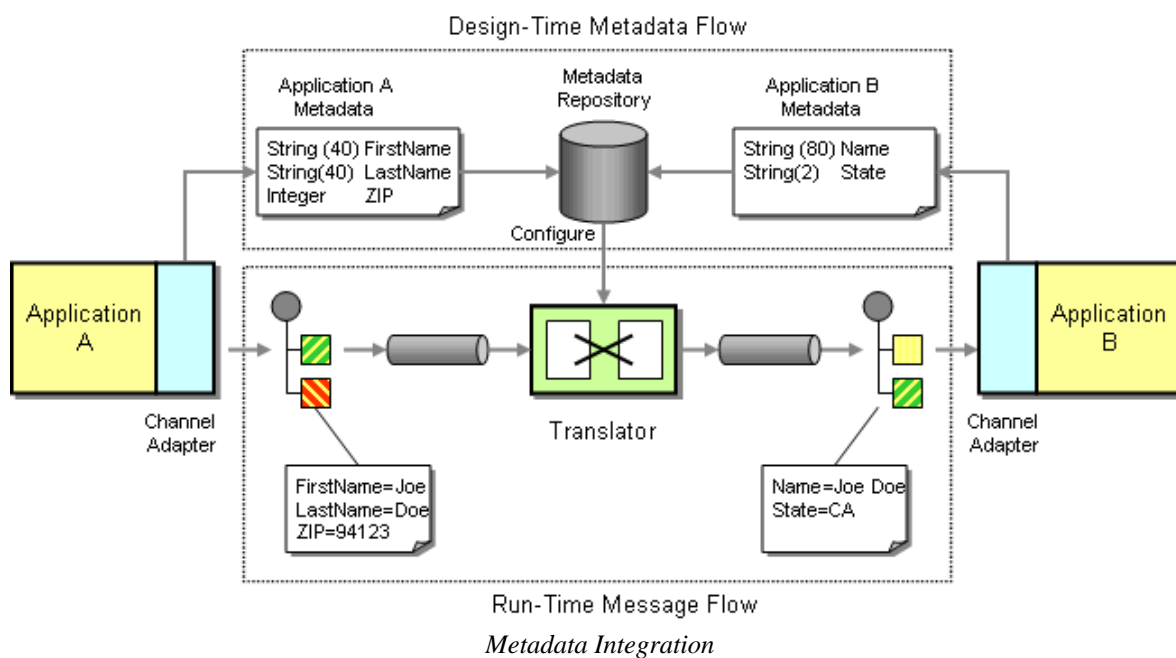 Design-Time Metadata Flow
Application A
Metadata
Metadata
Repository
Application B
Metadata
String (40) FirstName
String(40) LastName
Integer ZIP
String (80) Name
String(2) State
Configure
Application
A
Application
B
Channel
Adapter
Translator
Channel
Adapter
FirstName=Joe
LastName=Doe
ZIP=94123
Name=Joe Doe
State=CA
Run-Time Message Flow
Metadata Integration